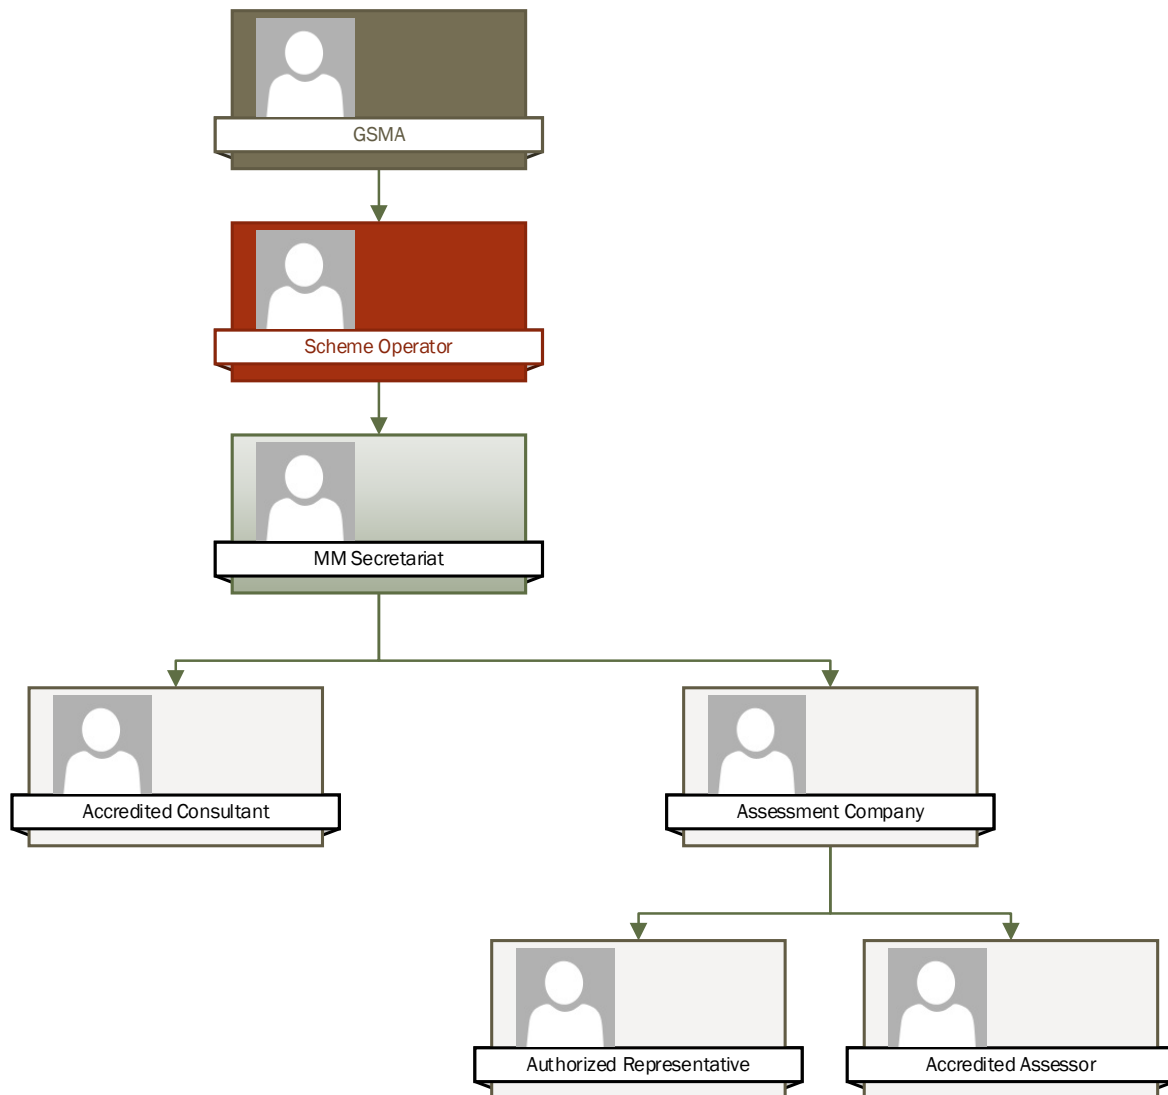 GSMA
Scheme Operator
MM Secretariat
Accredited Consultant
Assessment Company
Authorized Representative
Accredited Assessor